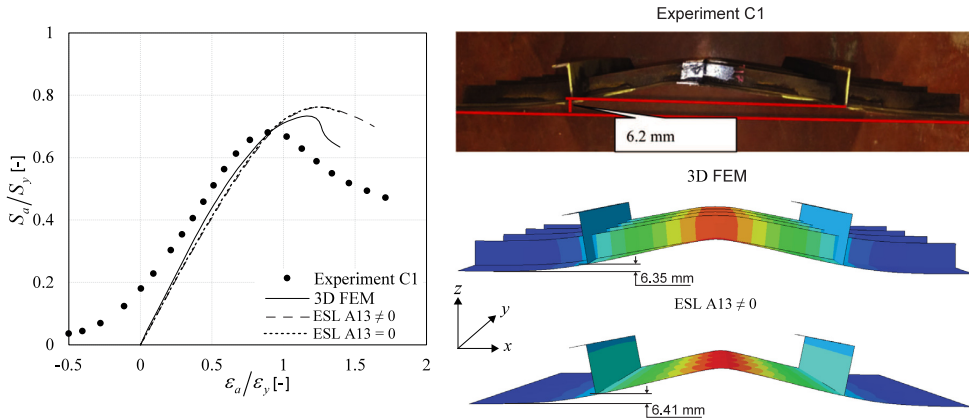 S_a/S_y [-]
1
0.8
0.6
0.4
0.2
0
-0.5
0
0.5
1
1.5
2
ε_a/ε_y [-]
Experiment C1
3D FEM
ESL A13 ≠ 0
ESL A13 = 0
Experiment C1
6.2 mm
3D FEM
6.35 mm
ESL A13 ≠ 0
z
y
x
6.41 mm